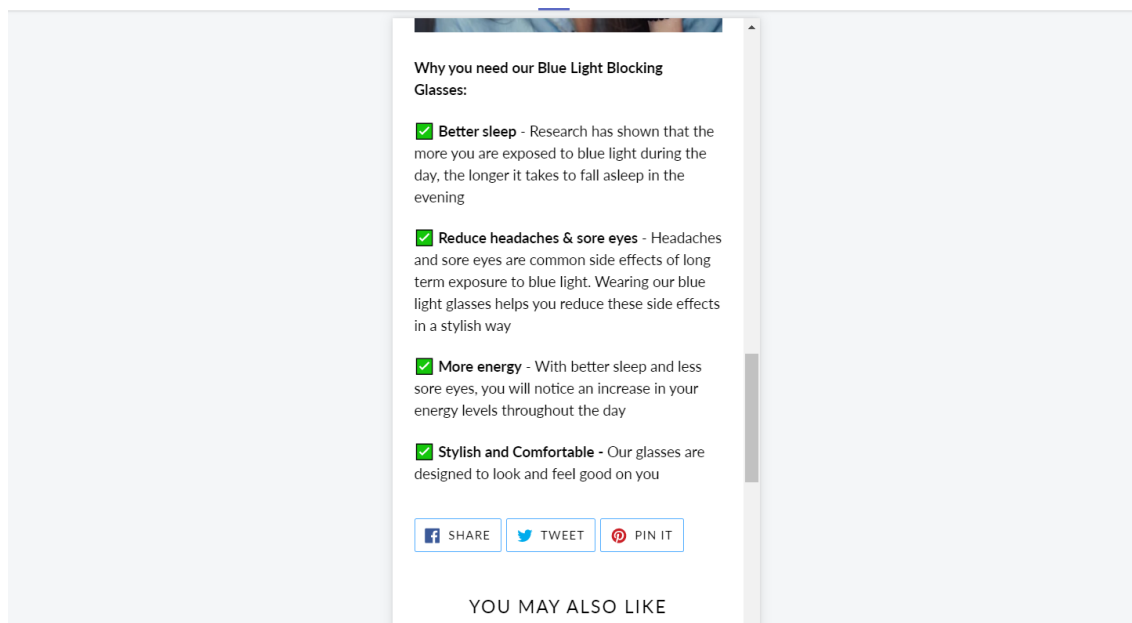 Why you need our Blue Light Blocking
Glasses:
✅ Better sleep - Research has shown that the
more you are exposed to blue light during the
day, the longer it takes to fall asleep in the
evening
✅ Reduce headaches & sore eyes - Headaches
and sore eyes are common side effects of long
term exposure to blue light. Wearing our blue
light glasses helps you reduce these side effects
in a stylish way
✅ More energy - With better sleep and less
sore eyes, you will notice an increase in your
energy levels throughout the day
✅ Stylish and Comfortable - Our glasses are
designed to look and feel good on you
SHARE TWEET PIN IT
YOU MAY ALSO LIKE